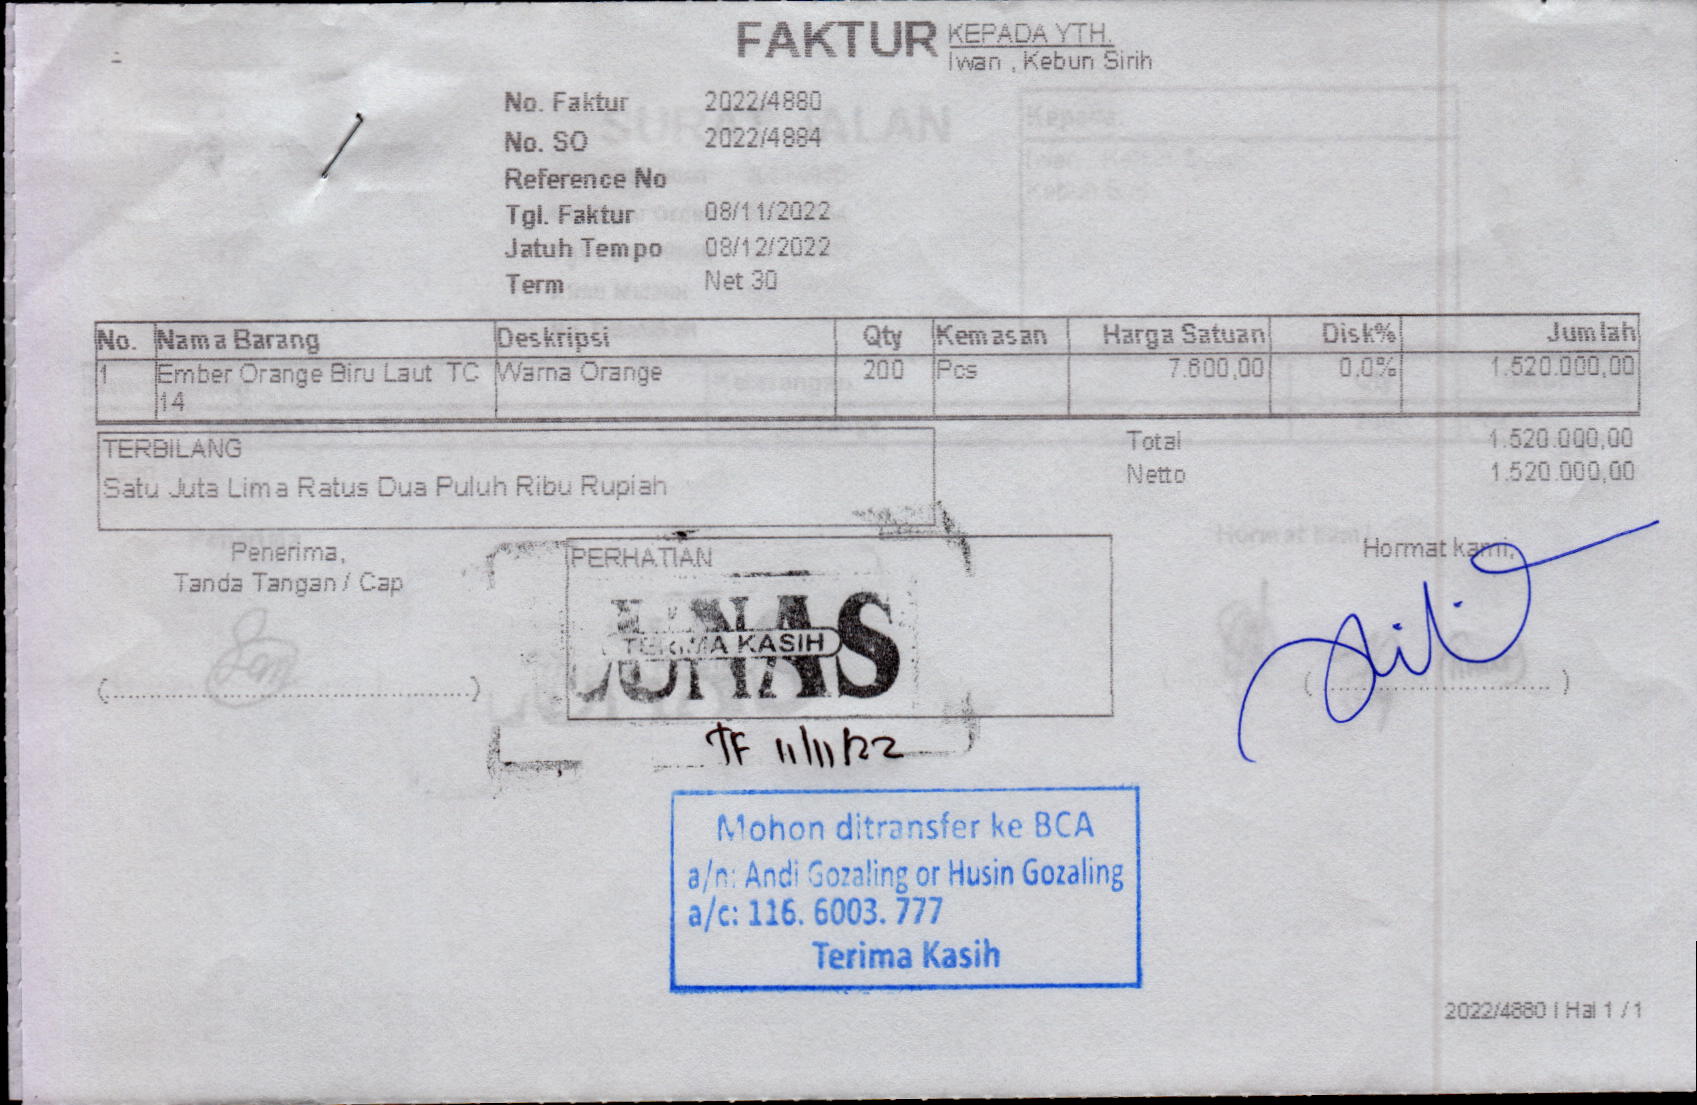 FAKTUR
KEPADA YTH.
Iwan , Kebun Sirih
No. Faktur 2022/4880
No. SO 2022/4884
Reference No
Tgl. Faktur 08/11/2022
Jatuh Tempo 08/12/2022
Term Net 30
SURAT JALAN
Kepada:
No. Nama Barang Deskripsi Qty Kemasan Harga Satuan Disk% Jumlah
1 Ember Orange Biru Laut TC Warna Orange 200 Pcs 7.600,00 0.0% 1.520.000,00
14
TERBILANG
Satu Juta Lima Ratus Dua Puluh Ribu Rupiah
Total 1.520.000,00
Netto 1.520.000,00
Penerima,
Tanda Tangan / Cap
PERHATIAN
Hormat kami,
LUNAS
TERIMA KASIH
TF 11/11/22
Mohon ditransfer ke BCA
a/n: Andi Gozaling or Husin Gozaling
a/c: 116. 6003. 777
Terima Kasih
2022/4880 | Hal 1 / 1